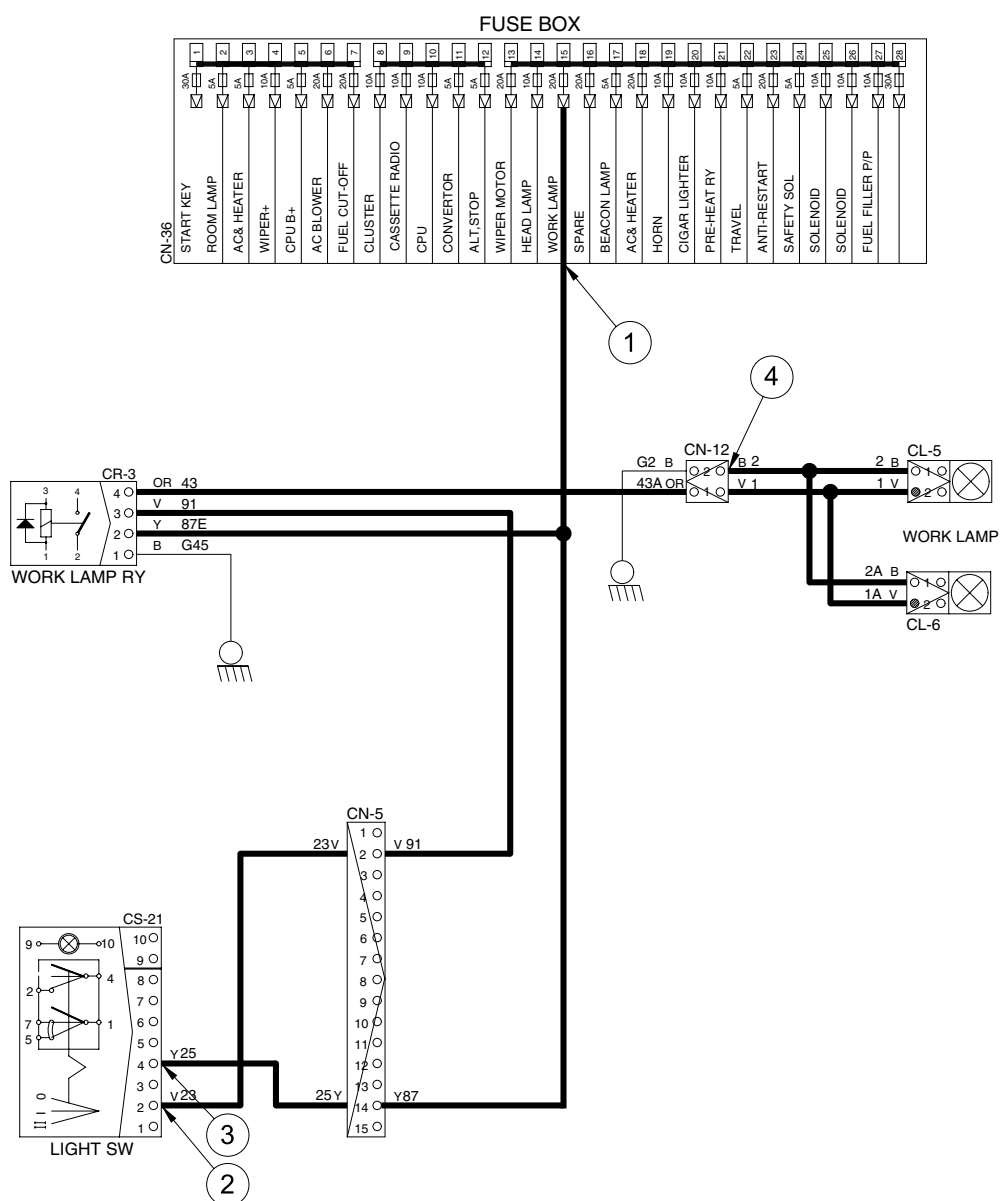 FUSE BOX
1 2 3 4 5 6 7 8 9 10 11 12 13 14 15 16 17 18 19 20 21 22 23 24 25 26 27 28
30A 5A 5A 10A 5A 20A 20A 10A 10A 10A 10A 5A 20A 10A 20A 20A 5A 20A 10A 10A 10A 5A 20A 5A 10A 10A 10A 30A
CN-36
START KEY
ROOM LAMP
AC& HEATER
WIPER+
CPU B+
AC BLOWER
FUEL CUT-OFF
CLUSTER
CASSETTE RADIO
CPU
CONVERTOR
ALT,STOP
WIPER MOTOR
HEAD LAMP
WORK LAMP
SPARE
BEACON LAMP
AC& HEATER
HORN
CIGAR LIGHTER
PRE-HEAT RY
TRAVEL
ANTI-RESTART
SAFETY SOL
SOLENOID
SOLENOID
FUEL FILLER P/P
1
4
CR-3
3 4
1 2
4 OR 43
3 V 91
2 Y 87E
1 B G45
WORK LAMP RY
CN-12
G2 B 2 B 2
43A OR 1 V 1
CL-5
2 B 1
1 V 2
WORK LAMP
2A B 1
1A V 2
CL-6
CN-5
1
23V 2 V 91
3
4
5
6
7
8
9
10
11
12
13
25Y 14 Y87
15
CS-21
9 10
2 4
7 1
5
II I O
10
9
8
7
6
5
4 Y 25
3
2 V 23
1
LIGHT SW
3
2